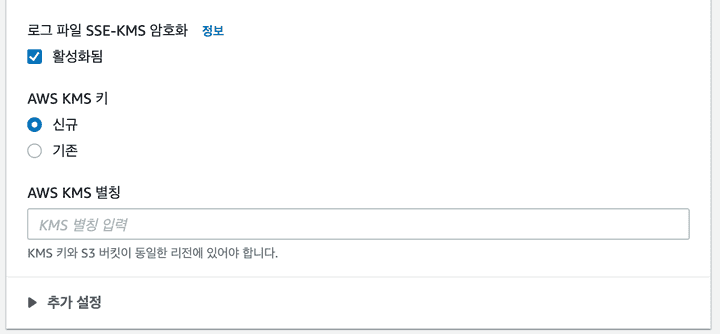 로그 파일 SSE-KMS 암호화 정보
활성화됨
AWS KMS 키
신규
기존
AWS KMS 별칭
KMS 별칭 입력
KMS 키와 S3 버킷이 동일한 리전에 있어야 합니다.
추가 설정